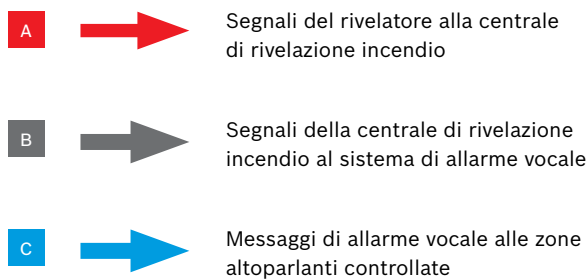 A
Segnali del rivelatore alla centrale
di rivelazione incendio
B
Segnali della centrale di rivelazione
incendio al sistema di allarme vocale
C
Messaggi di allarme vocale alle zone
altoparlanti controllate